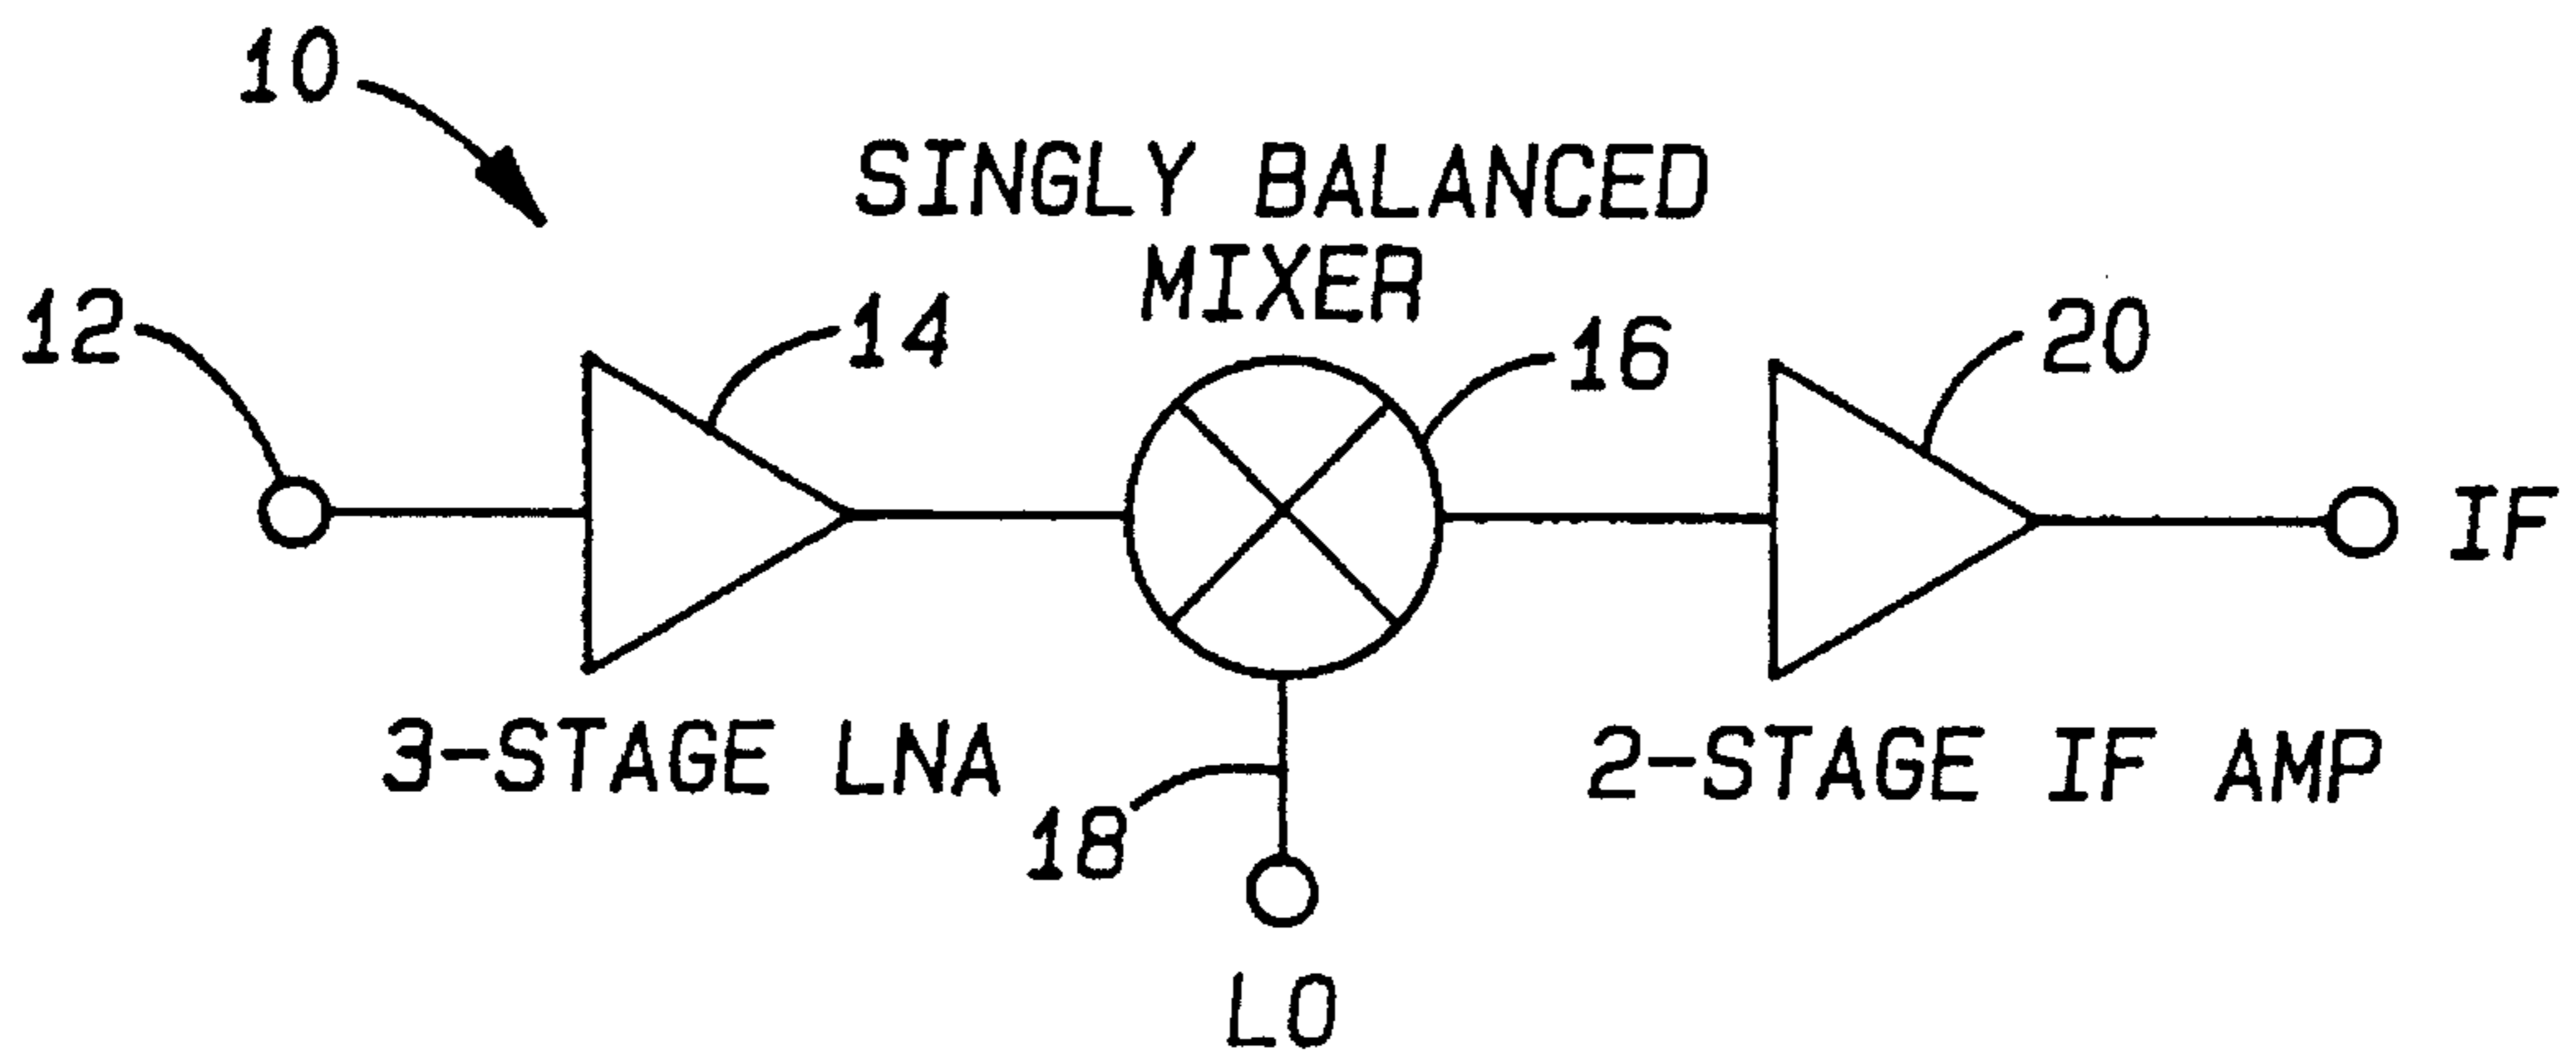 10
SINGLY BALANCED
MIXER
12
14
16
20
IF
3-STAGE LNA
2-STAGE IF AMP
18
LO